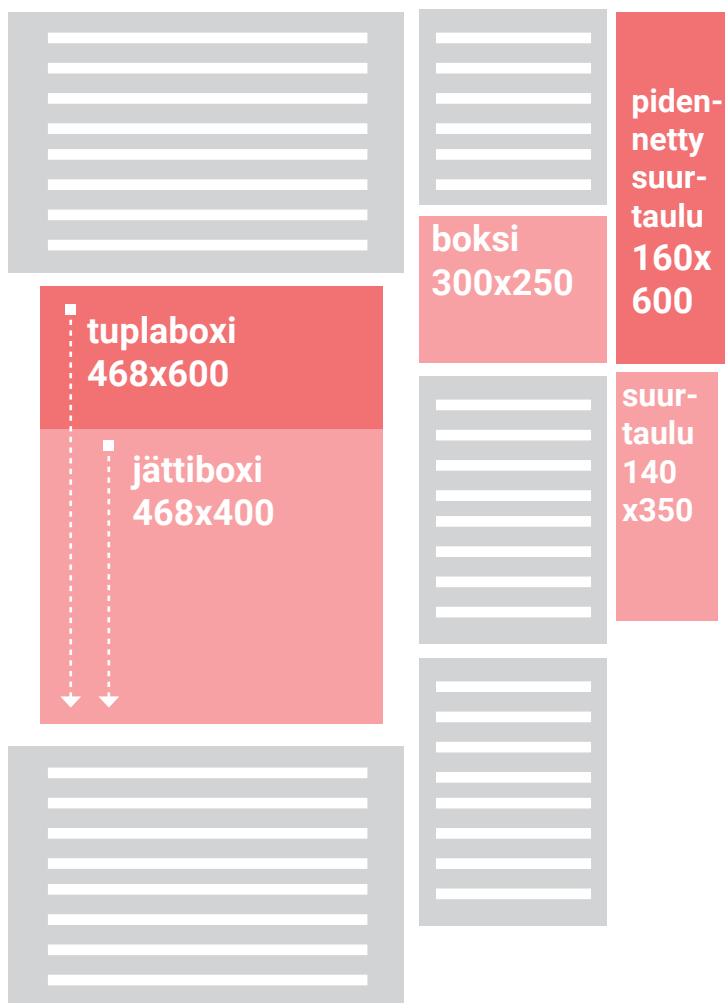 tuplaboxi
468x600
jättiboxi
468x400
boksi
300x250
piden-
netty
suur-
taulu
160x
600
suur-
taulu
140
x350